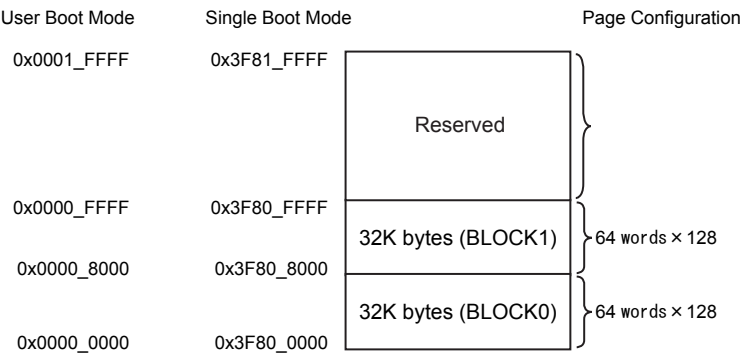 User Boot Mode Single Boot Mode Page Configuration
0x0001_FFFF 0x3F81_FFFF
Reserved
0x0000_FFFF 0x3F80_FFFF
32K bytes (BLOCK1) 64 words×128
0x0000_8000 0x3F80_8000
32K bytes (BLOCK0) 64 words×128
0x0000_0000 0x3F80_0000